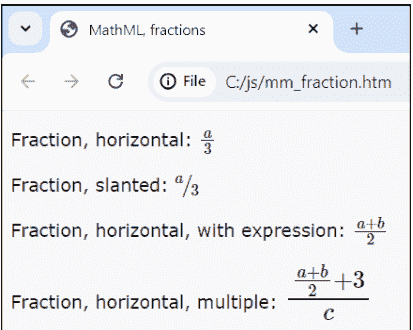 MathML, fractions
File C:/js/mm_fraction.htm
Fraction, horizontal: a/3
Fraction, slanted: a/3
Fraction, horizontal, with expression: (a+b)/2
Fraction, horizontal, multiple: ((a+b)/2+3)/c